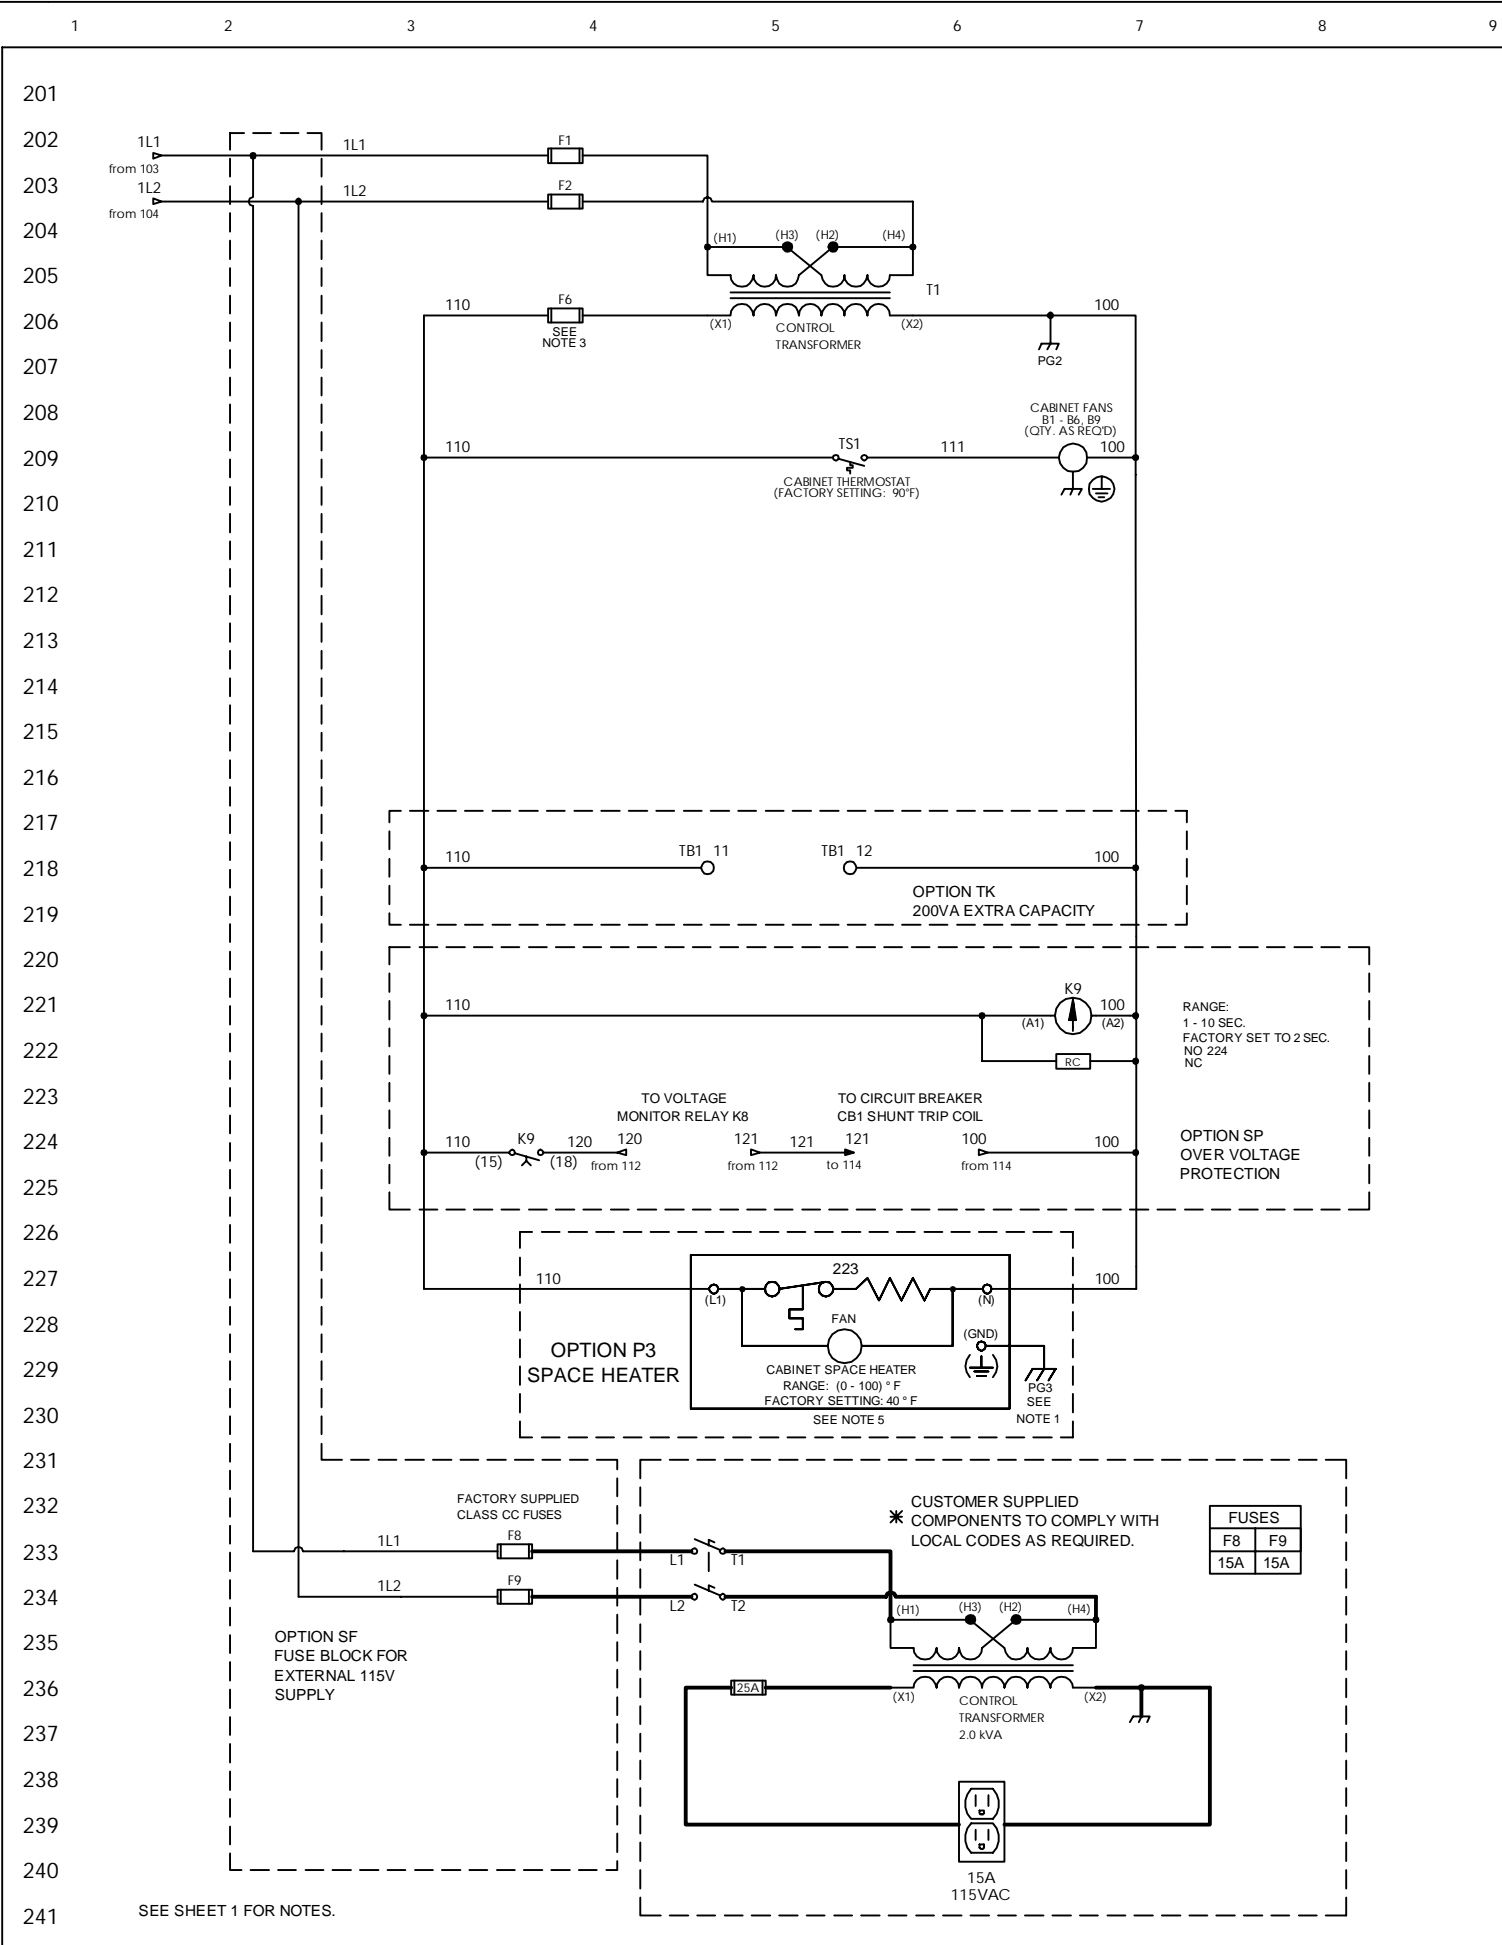 1 2 3 4 5 6 7 8 9
201
202
1L1
1L1
F1
from 103
203
1L2
1L2
F2
from 104
204
(H1) (H3) (H2) (H4)
205
T1
206
110
F6
(X1)
(X2)
100
SEE
NOTE 3
CONTROL
TRANSFORMER
PG2
207
208
CABINET FANS
B1 - B6, B9
(QTY. AS REQ'D)
209
110
TS1
111
100
CABINET THERMOSTAT
(FACTORY SETTING: 90°F)
210
211
212
213
214
215
216
217
218
110
TB1 11
TB1 12
100
OPTION TK
200VA EXTRA CAPACITY
219
220
221
110
K9
100
(A1)
(A2)
RANGE:
1 - 10 SEC.
FACTORY SET TO 2 SEC.
NO 224
NC
222
RC
223
TO VOLTAGE
MONITOR RELAY K8
TO CIRCUIT BREAKER
CB1 SHUNT TRIP COIL
224
110
K9
120
120
121
121
121
100
100
(15)
(18)
from 112
from 112
to 114
from 114
OPTION SP
OVER VOLTAGE
PROTECTION
225
226
227
110
223
100
(L1)
(N)
228
FAN
(GND)
OPTION P3
SPACE HEATER
229
CABINET SPACE HEATER
RANGE: (0 - 100) ° F
FACTORY SETTING: 40 ° F
SEE NOTE 5
PG3
SEE
NOTE 1
230
231
232
FACTORY SUPPLIED
CLASS CC FUSES
CUSTOMER SUPPLIED
COMPONENTS TO COMPLY WITH
LOCAL CODES AS REQUIRED.
FUSES
F8 F9
15A 15A
233
1L1
F8
L1
T1
234
1L2
F9
L2
T2
(H1) (H3) (H2) (H4)
235
OPTION SF
FUSE BLOCK FOR
EXTERNAL 115V
SUPPLY
236
25A
(X1)
(X2)
CONTROL
TRANSFORMER
2.0 kVA
237
238
239
240
15A
115VAC
241
SEE SHEET 1 FOR NOTES.